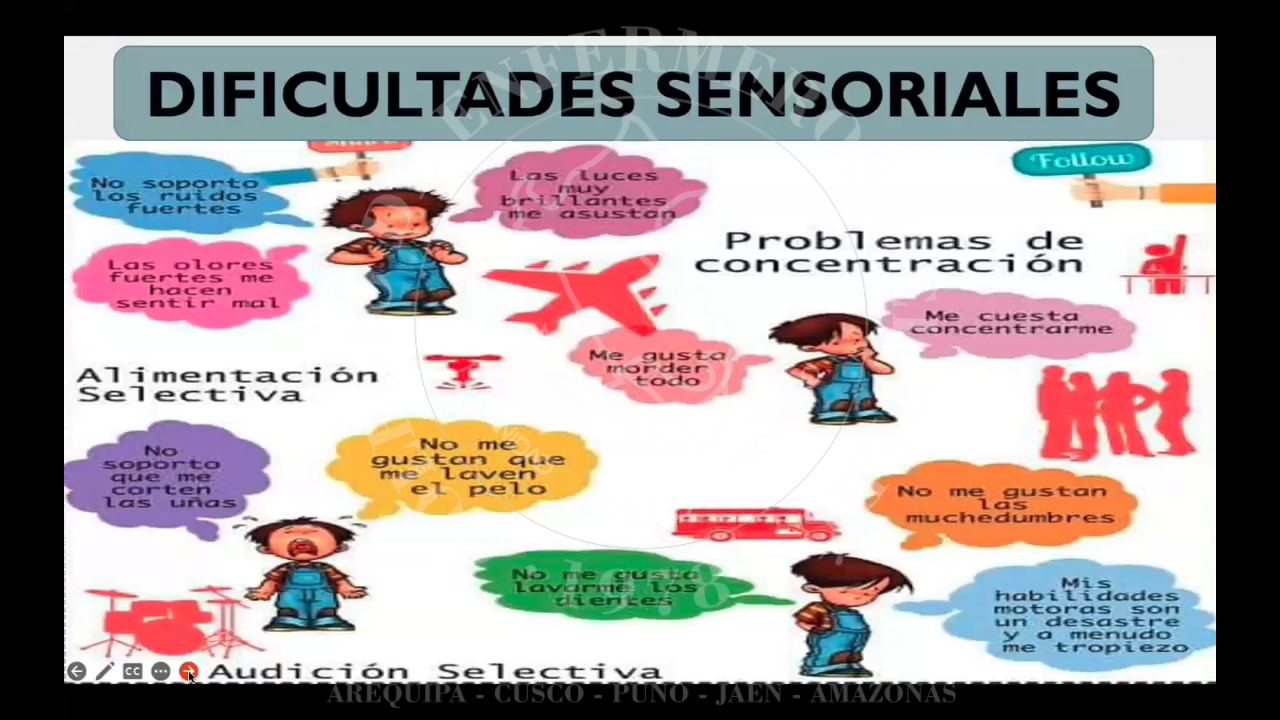 DIFICULTADES SENSORIALES
No soporto
los ruidos
fuertes
Las luces
muy
brillantes
me asustan
Follow
Las olores
fuertes me
hacen
sentir mal
Problemas de
concentración
Me cuesta
concentrarme
Me gusta
morder
todo
Alimentación
Selectiva
No
soporto
que me
corten
las uñas
No me
gustan que
me laven
el pelo
No me gustan
las
muchedumbres
No me gusta
lavarme los
dientes
Mis
habilidades
motoras son
un desastre
y a menudo
me tropiezo
CC
Audición Selectiva
ENFERMERO
AREQUIPA - CUSCO - PUNO - JAEN - AMAZONAS